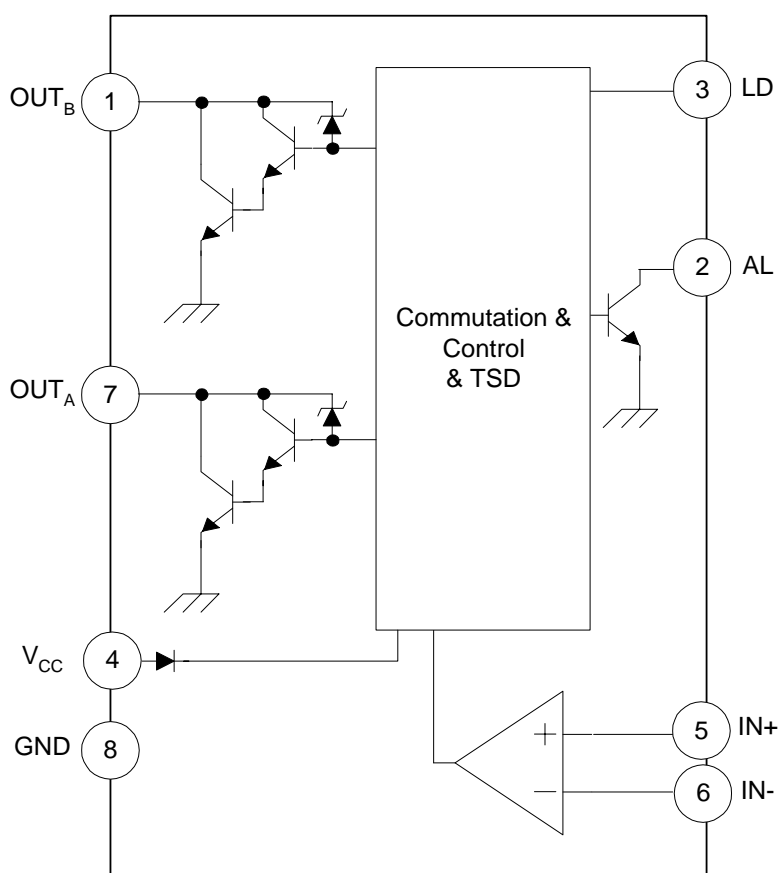 OUTB
1
3
LD
2
AL
Commutation &
Control
& TSD
OUTA
7
VCC
4
GND
8
+
5
IN+
−
6
IN-